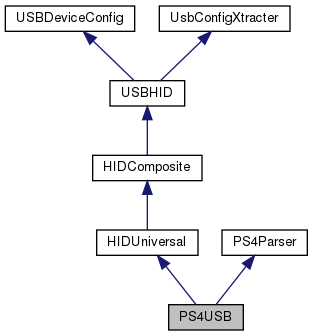 USBDeviceConfig
UsbConfigXtracter
USBHID
HIDComposite
HIDUniversal
PS4Parser
PS4USB